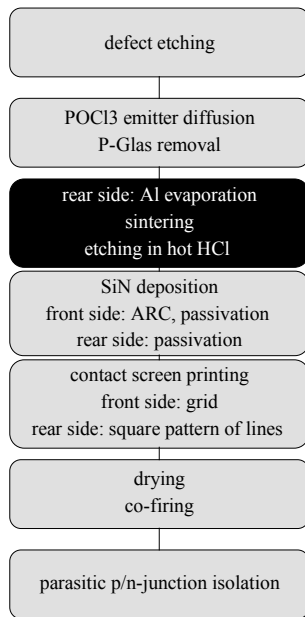 defect etching
POCl3 emitter diffusion
P-Glas removal
rear side: Al evaporation
sintering
etching in hot HCl
SiN deposition
front side: ARC, passivation
rear side: passivation
contact screen printing
front side: grid
rear side: square pattern of lines
drying
co-firing
parasitic p/n-junction isolation